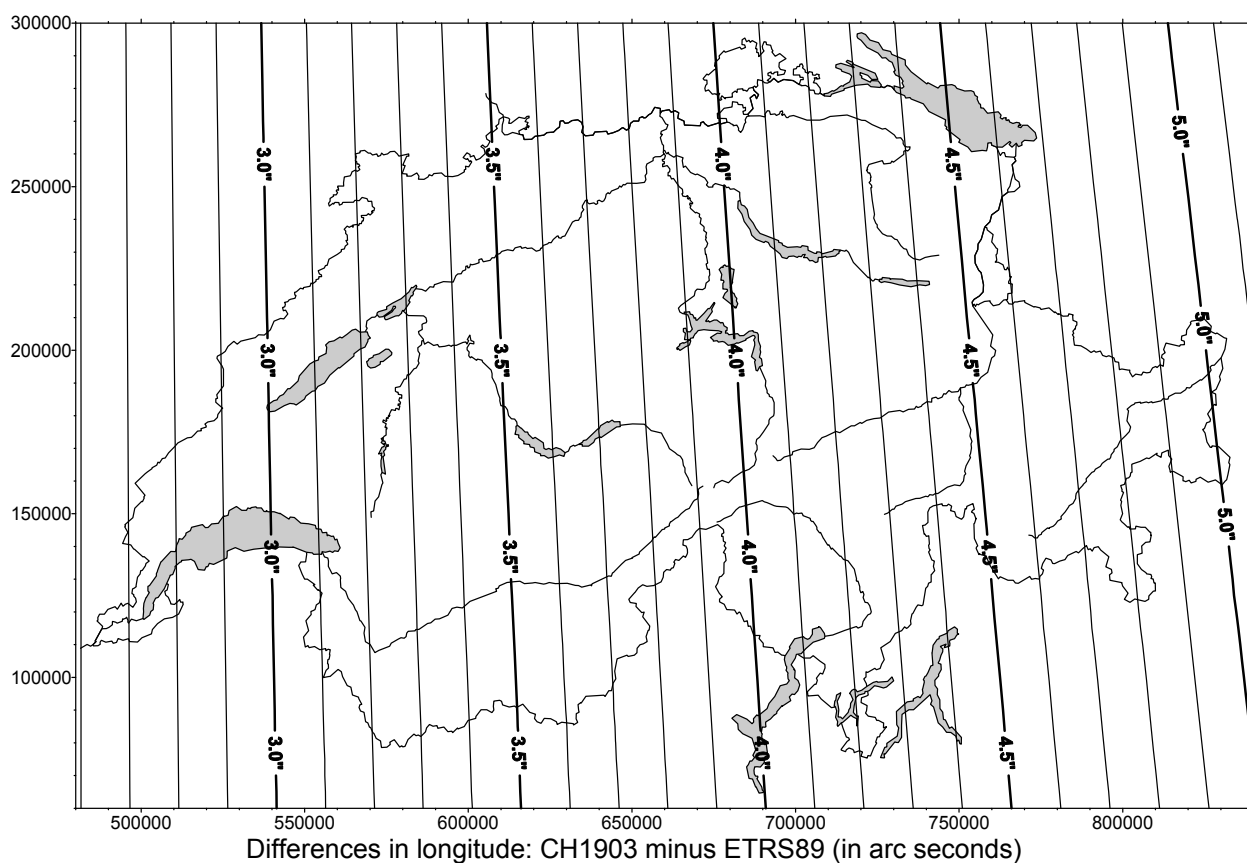 300000
250000
200000
150000
100000
3.0" 3.5" 4.0" 4.5" 5.0"
3.0" 3.5" 4.0" 4.5" 5.0"
3.0" 3.5" 4.0" 4.5" 5.0"
3.0" 3.5" 4.0" 4.5"
500000 550000 600000 650000 700000 750000 800000
Differences in longitude: CH1903 minus ETRS89 (in arc seconds)